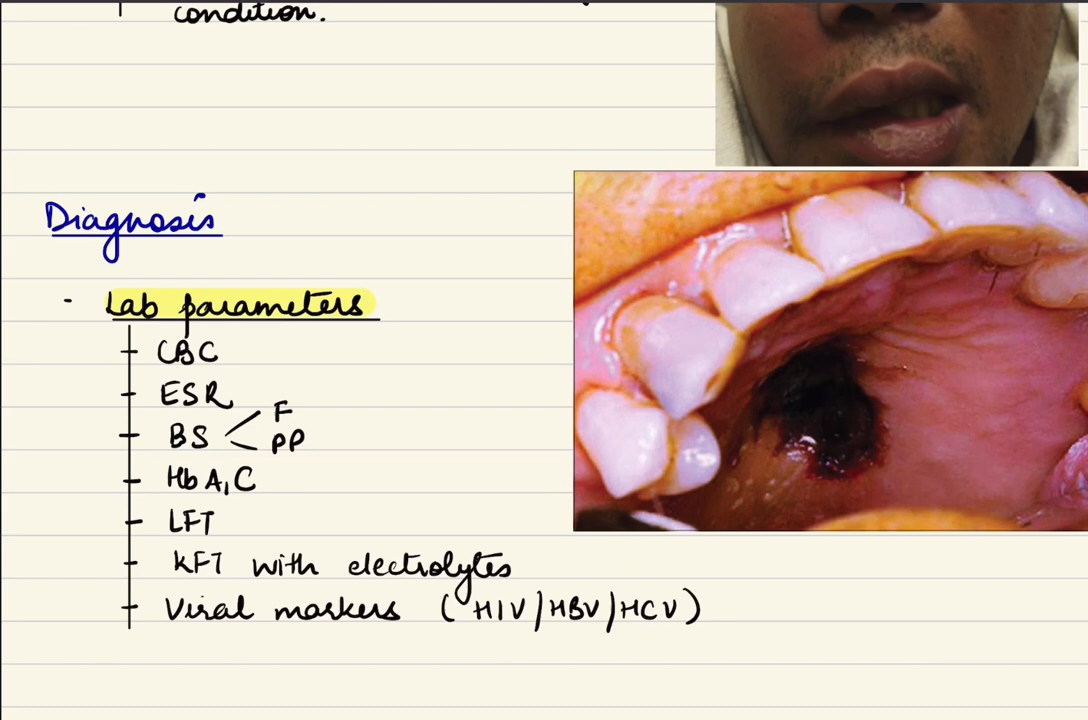 condition.
Diagnosis
Lab parameters
CBC
ESR
BS < F
PP
HbA1C
LFT
KFT with electrolytes
Viral markers (HIV/HBV/HCV)